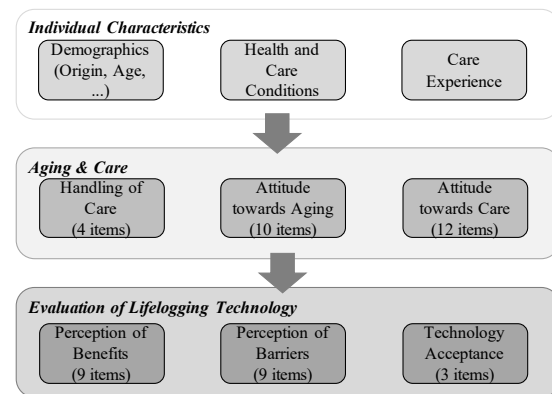 Individual Characteristics
Demographics
(Origin, Age,
...)
Health and
Care
Conditions
Care
Experience
Aging & Care
Handling of
Care
(4 items)
Attitude
towards Aging
(10 items)
Attitude
towards Care
(12 items)
Evaluation of Lifelogging Technology
Perception of
Benefits
(9 items)
Perception of
Barriers
(9 items)
Technology
Acceptance
(3 items)